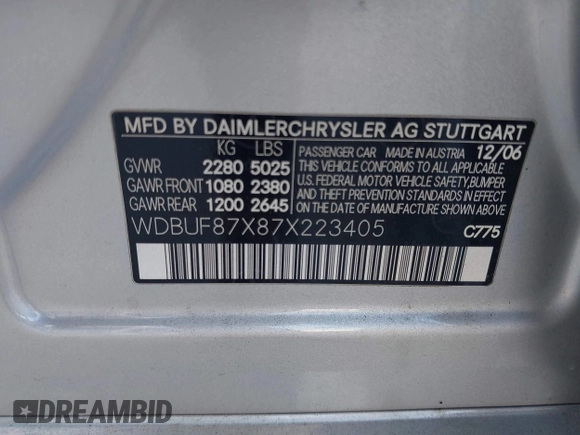 MFD BY DAIMLERCHRYSLER AG STUTTGART
KG LBS PASSENGER CAR MADE IN AUSTRIA 12/06
GVWR 2280 5025
GAWR FRONT 1080 2380
GAWR REAR 1200 2645
THIS VEHICLE CONFORMS TO ALL APPLICABLE
U.S. FEDERAL MOTOR VEHICLE SAFETY, BUMPER
AND THEFT PREVENTION STANDARDS IN EFFECT
ON THE DATE OF MANUFACTURE SHOWN ABOVE.
WDBUF87X87X223405 C775
DREAMBID